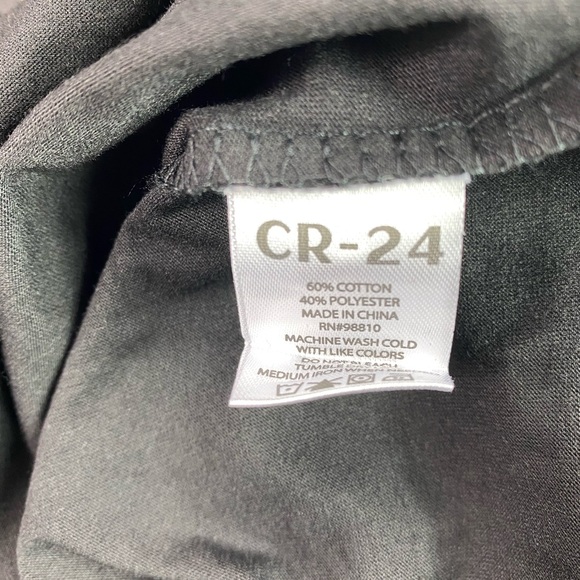 CR-24
60% COTTON
40% POLYESTER
MADE IN CHINA
RN#98810
MACHINE WASH COLD
WITH LIKE COLORS
DO NOT BLEACH
TUMBLE
MEDIUM IRON WHEN